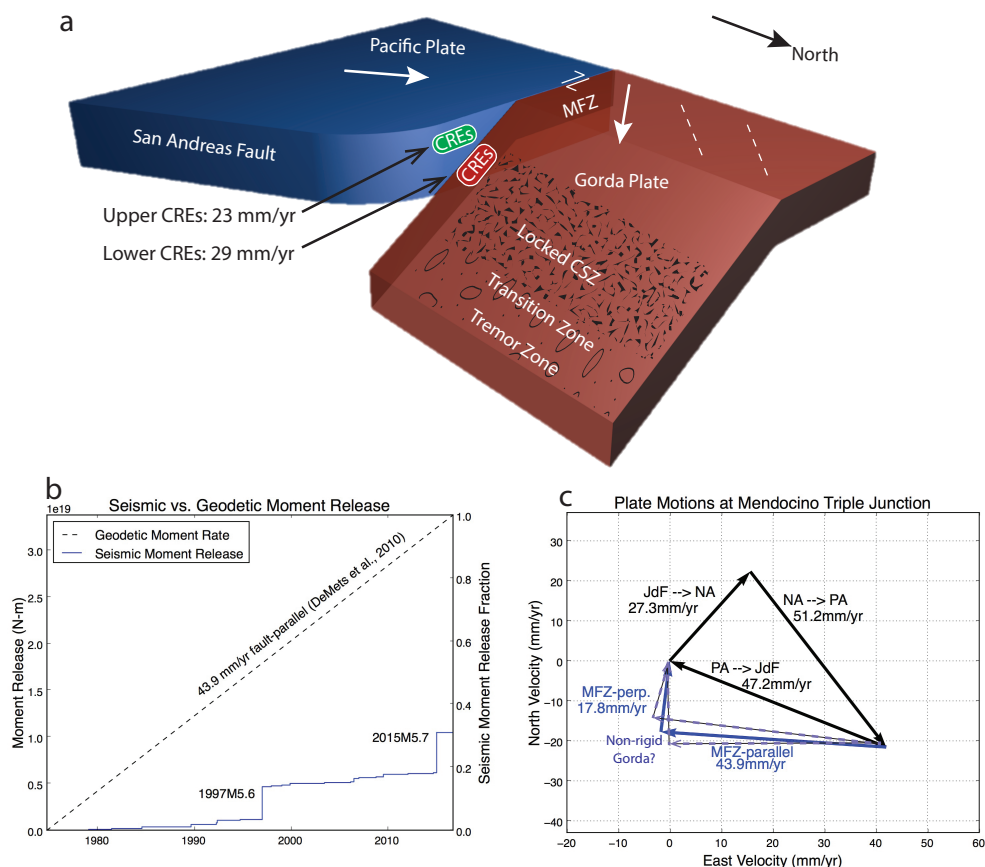 a
North
Pacific Plate
MFZ
San Andreas Fault
CREs
CREs
Gorda Plate
Upper CREs: 23 mm/yr
Lower CREs: 29 mm/yr
Locked CSZ
Transition Zone
Tremor Zone
b
Seismic vs. Geodetic Moment Release
1e19
Geodetic Moment Rate
Seismic Moment Release
43.9 mm/yr fault-parallel (DeMets et al., 2010)
2015M5.7
1997M5.6
Moment Release (N-m)
3.0
2.5
2.0
1.5
1.0
0.5
0.0
1.0
0.8
0.6
0.4
0.2
0.0
Seismic Moment Release Fraction
1980
1990
2000
2010
c
Plate Motions at Mendocino Triple Junction
JdF --> NA
27.3mm/yr
NA --> PA
51.2mm/yr
PA --> JdF
47.2mm/yr
MFZ-perp.
17.8mm/yr
Non-rigid
Gorda?
MFZ-parallel
43.9mm/yr
North Velocity (mm/yr)
30
20
10
0
−10
−20
−30
−40
−20
−10
0
10
20
30
40
50
60
East Velocity (mm/yr)